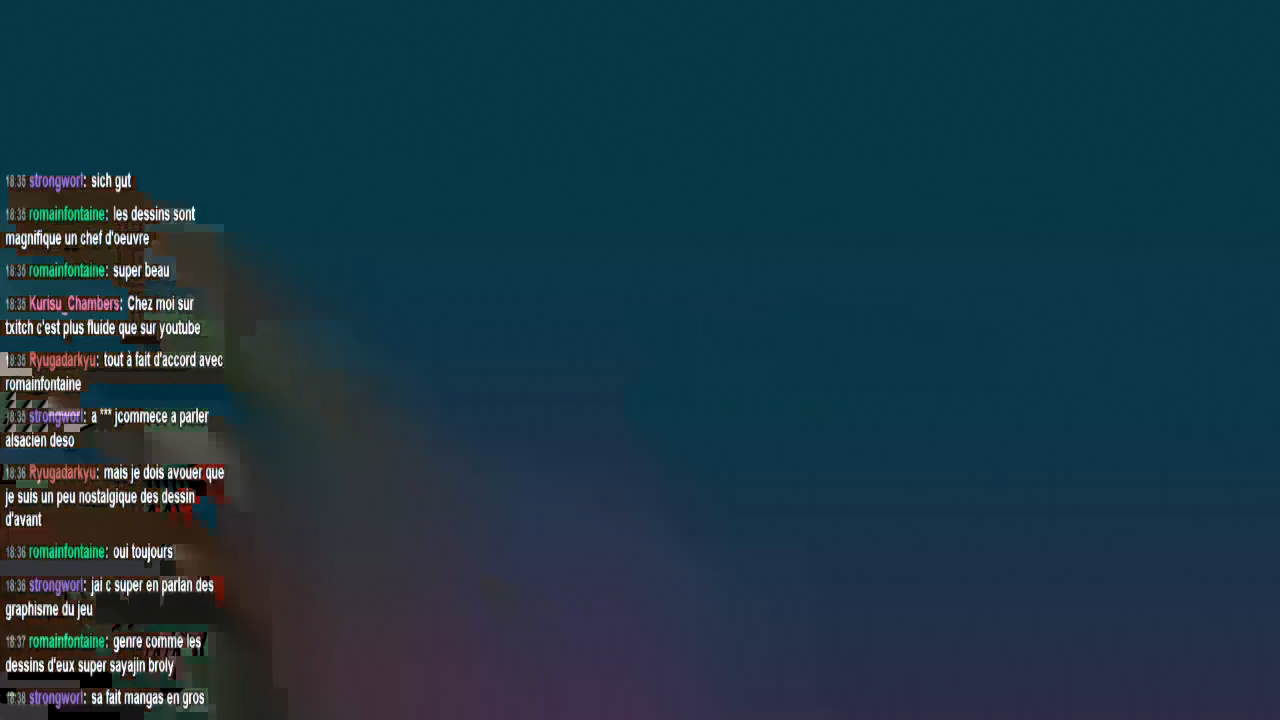 18:35 strongworl: sich gut
18:35 romainfontaine: les dessins sont
magnifique un chef d'oeuvre
18:35 romainfontaine: super beau
18:35 Kurisu_Chambers: Chez moi sur
txitch c'est plus fluide que sur youtube
18:35 Ryugadarkyu: tout à fait d'accord avec
romainfontaine
18:35 strongworl: a *** jcommece a parler
alsacien deso
18:36 Ryugadarkyu: mais je dois avouer que
je suis un peu nostalgique des dessin
d'avant
18:36 romainfontaine: oui toujours
18:36 strongworl: jai c super en parlan des
graphisme du jeu
18:37 romainfontaine: genre comme les
dessins d'eux super sayajin broly
18:38 strongworl: sa fait mangas en gros